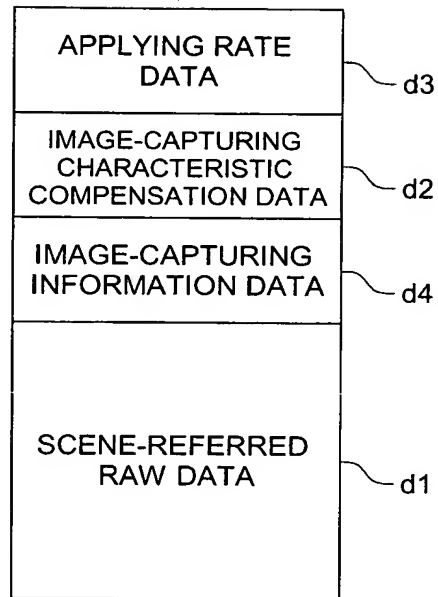 APPLYING RATE
DATA
d3
IMAGE-CAPTURING
CHARACTERISTIC
COMPENSATION DATA
d2
IMAGE-CAPTURING
INFORMATION DATA
d4
SCENE-REFERRED
RAW DATA
d1